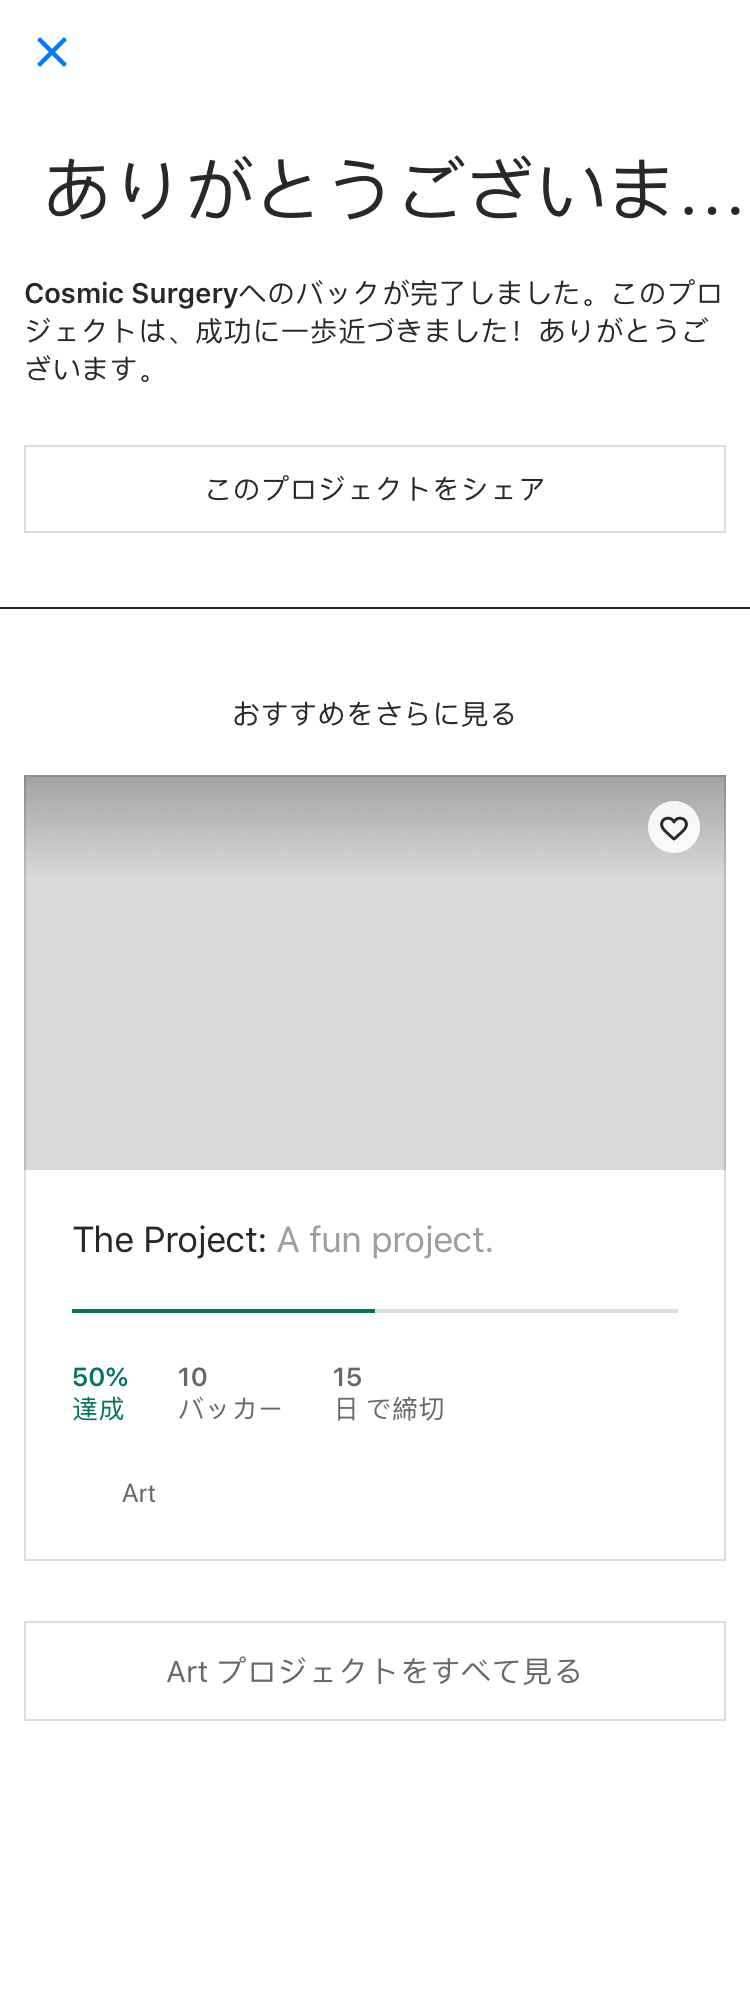 ありがとうございま…
Cosmic Surgeryへのバックが完了しました。このプロ
ジェクトは、成功に一歩近づきました！ありがとうご
ざいます。
このプロジェクトをシェア
おすすめをさらに見る
The Project: A fun project.
50% 10 15
達成 バッカー 日 で締切
Art
Art プロジェクトをすべて見る